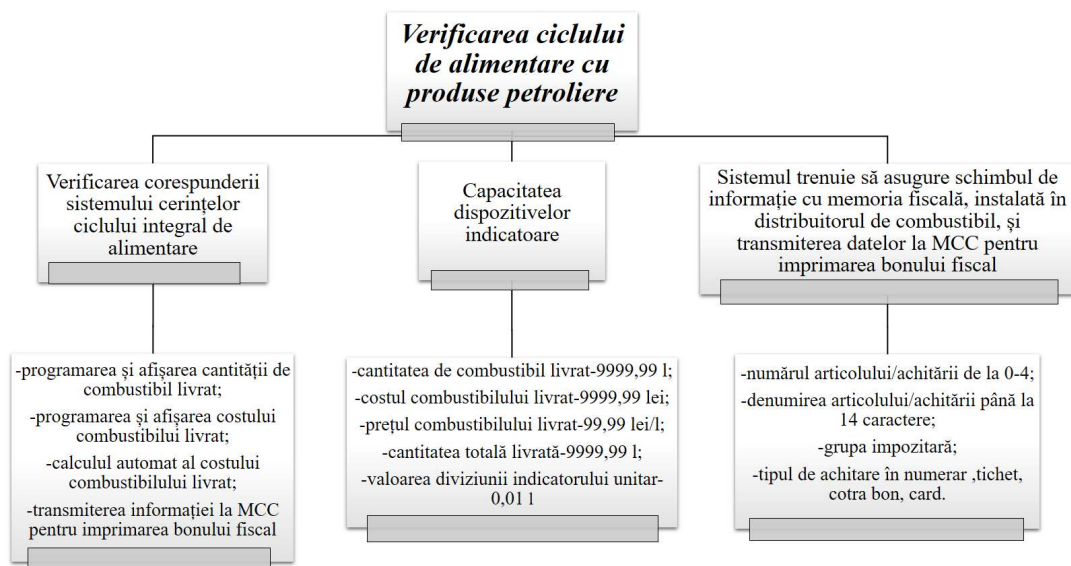 Verificarea ciclului
de alimentare cu
produse petroliere
Verificarea corespunderii
sistemului cerințelor
ciclului integral de
alimentare
Capacitatea
dispozitivelor
indicatoare
Sistemul trenuie să asigure schimbul de
informație cu memoria fiscală, instalată în
distribuitorul de combustibil, și
transmiterea datelor la MCC pentru
imprimarea bonului fiscal
-programarea și afișarea cantității de
combustibil livrat;
-programarea și afișarea costului
combustibilui livrat;
-calculul automat al costului
combustibilului livrat;
-transmiterea informației la MCC
pentru imprimarea bonului fiscal
-cantitatea de combustibil livrat-9999,99 l;
-costul combustibilului livrat-9999,99 lei;
-prețul combustibilului livrat-99,99 lei/l;
-cantitatea totală livrată-9999,99 l;
-valoarea diviziunii indicatorului unitar-
0,01 l
-numărul articolului/achitării de la 0-4;
-denumirea articolului/achitării până la
14 caractere;
-grupa impozitară;
-tipul de achitare în numerar ,tichet,
cotra bon, card.